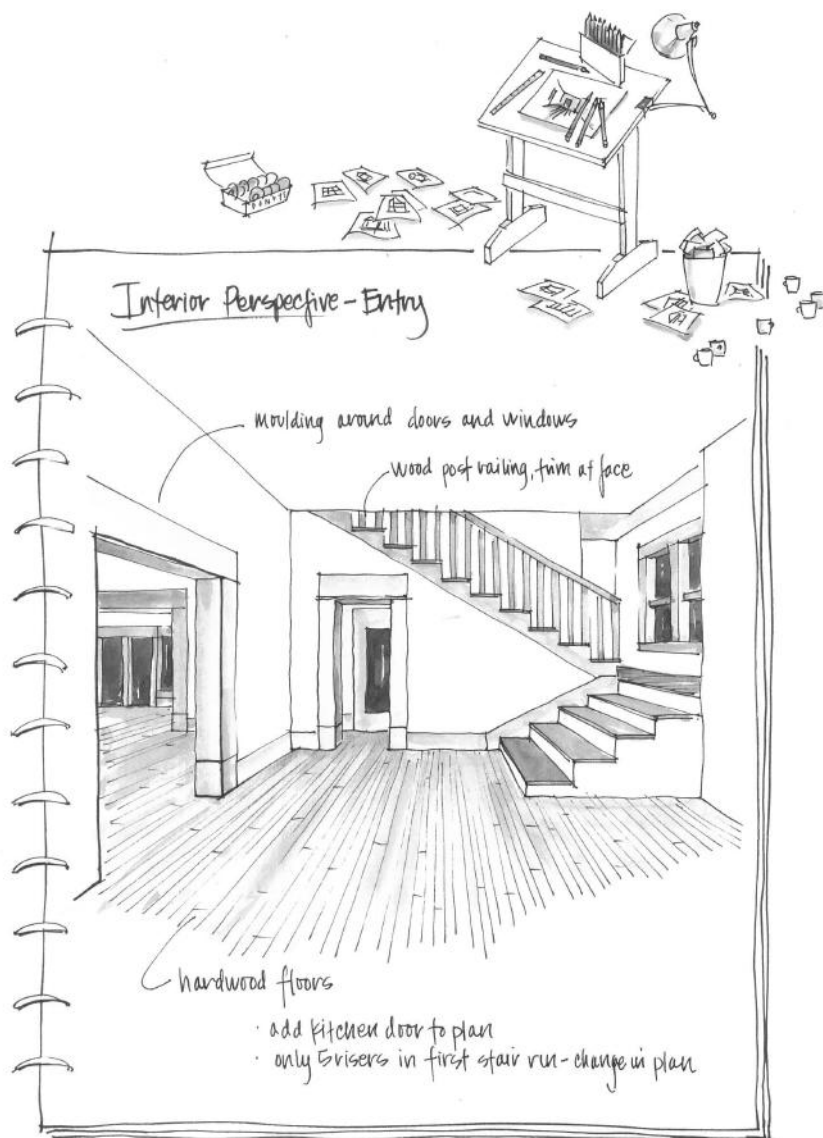 DONUTS
Interior Perspective - Entry
moulding around doors and windows
wood post railing, trim at face
hardwood floors
· add kitchen door to plan
· only 5 risers in first stair run - change in plan